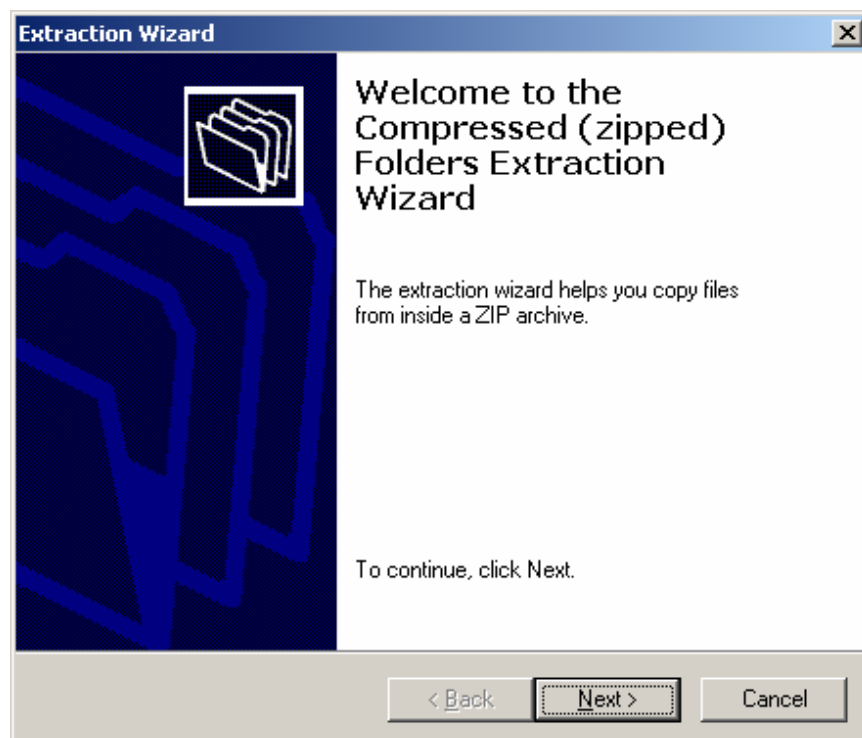 Extraction Wizard
Welcome to the
Compressed (zipped)
Folders Extraction
Wizard
The extraction wizard helps you copy files
from inside a ZIP archive.
To continue, click Next.
< Back
Next >
Cancel